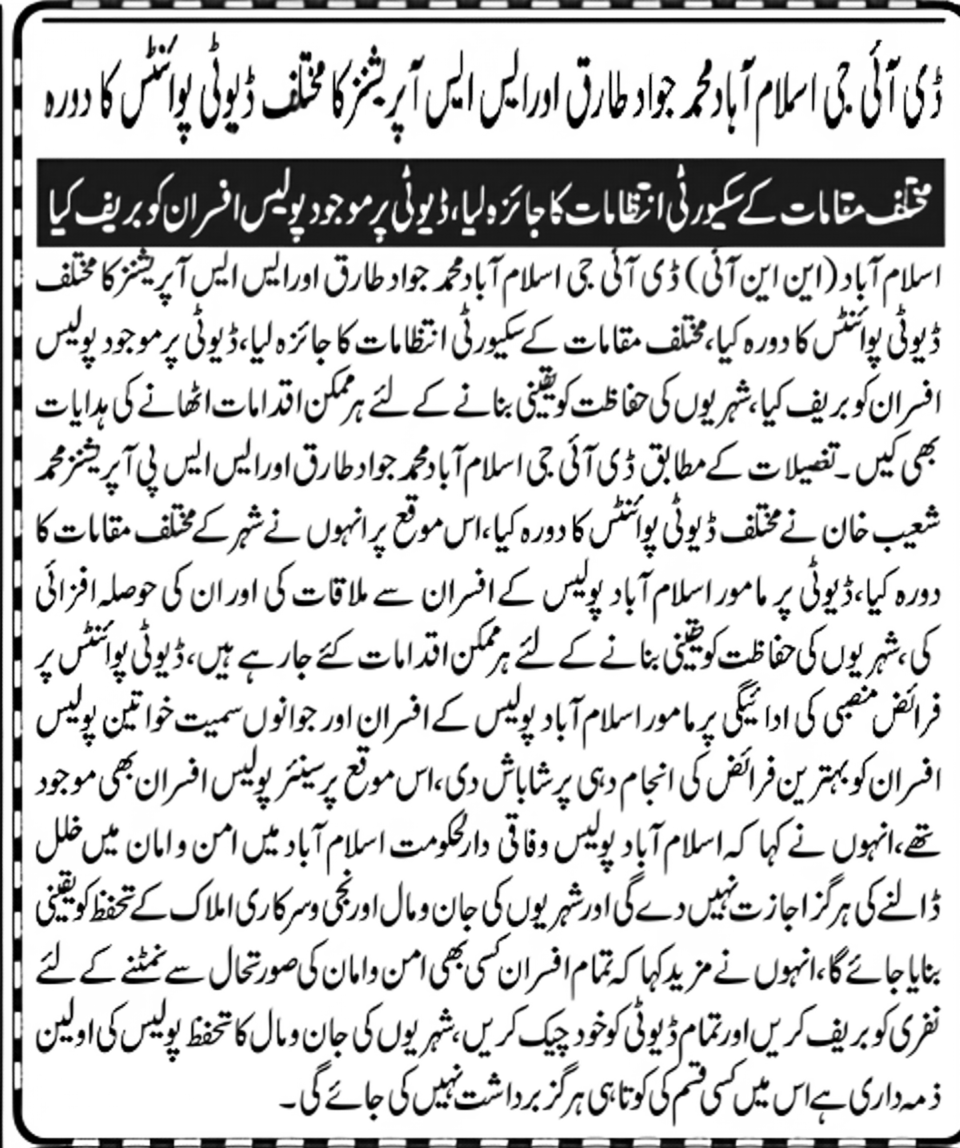 ڈی آئی جی اسلام آباد محمد جواد طارق اور ایس ایس آپریشنز کا مختلف ڈیوٹی پوائنٹس کا دورہ
مختلف مقامات کے سکیورٹی انتظامات کا جائزہ لیا، ڈیوٹی پر موجود پولیس افسران کو بریف کیا
اسلام آباد (این این آئی) ڈی آئی جی اسلام آباد محمد جواد طارق اور ایس ایس آپریشنز کا مختلف
ڈیوٹی پوائنٹس کا دورہ کیا، مختلف مقامات کے سکیورٹی انتظامات کا جائزہ لیا، ڈیوٹی پر موجود پولیس
افسران کو بریف کیا، شہریوں کی حفاظت کو یقینی بنانے کے لئے ہر ممکن اقدامات اٹھانے کی ہدایات
بھی کیں۔ تفصیلات کے مطابق ڈی آئی جی اسلام آباد محمد جواد طارق اور ایس ایس پی آپریشنز محمد
شعیب خان نے مختلف ڈیوٹی پوائنٹس کا دورہ کیا، اس موقع پر انہوں نے شہر کے مختلف مقامات کا
دورہ کیا، ڈیوٹی پر مامور اسلام آباد پولیس کے افسران سے ملاقات کی اور ان کی حوصلہ افزائی
کی، شہریوں کی حفاظت کو یقینی بنانے کے لئے ہر ممکن اقدامات کئے جا رہے ہیں، ڈیوٹی پوائنٹس پر
فرائض منصبی کی ادائیگی پر مامور اسلام آباد پولیس کے افسران اور جوانوں سمیت خواتین پولیس
افسران کو بہترین فرائض کی انجام دہی پر شاباش دی، اس موقع پر سینئر پولیس افسران بھی موجود
تھے، انہوں نے کہا کہ اسلام آباد پولیس وفاقی دارلحکومت اسلام آباد میں امن و امان میں خلل
ڈالنے کی ہرگز اجازت نہیں دے گی اور شہریوں کی جان و مال اور نجی و سرکاری املاک کے تحفظ کو یقینی
بنایا جائے گا، انہوں نے مزید کہا کہ تمام افسران کسی بھی امن و امان کی صورتحال سے نمٹنے کے لئے
نفری کو بریف کریں اور تمام ڈیوٹی کو خود چیک کریں، شہریوں کی جان و مال کا تحفظ پولیس کی اولین
ذمہ داری ہے اس میں کسی قسم کی کوتاہی ہرگز برداشت نہیں کی جائے گی۔